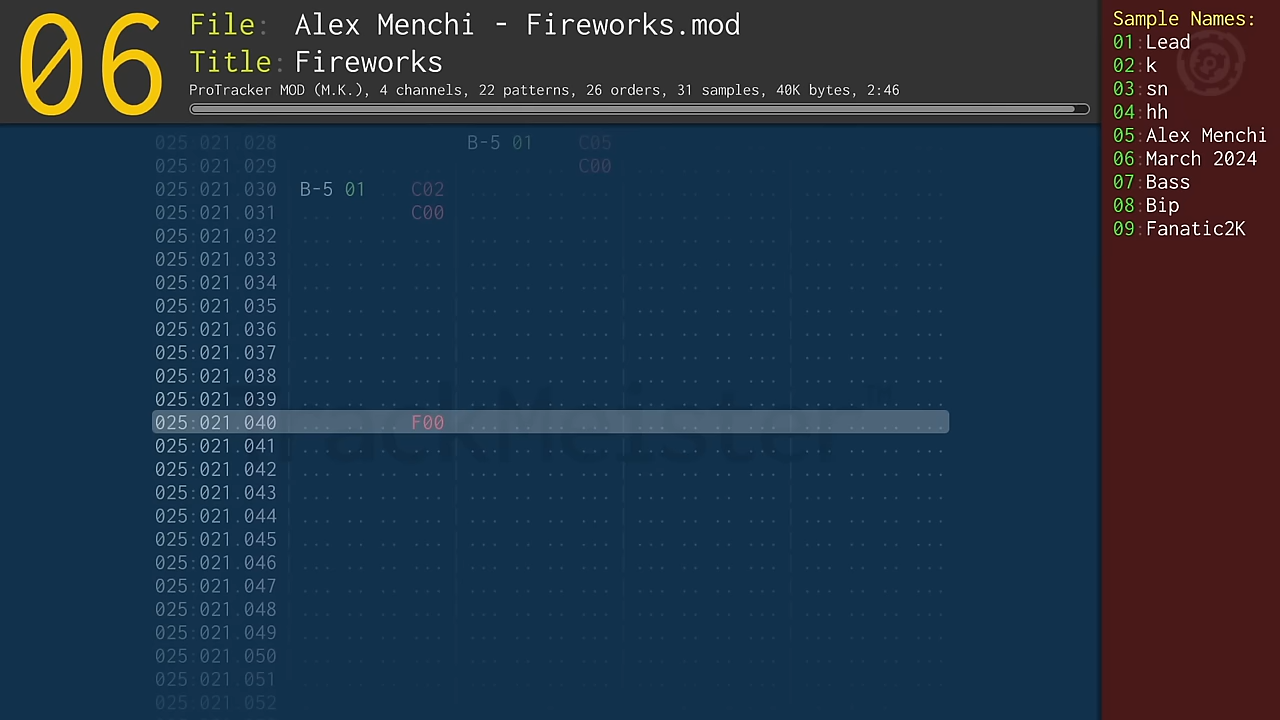 06
File: Alex Menchi - Fireworks.mod
Title: Fireworks
ProTracker MOD (M.K.), 4 channels, 22 patterns, 26 orders, 31 samples, 40K bytes, 2:46
025:021.028 B-5 01 C05
025:021.029 C00
025:021.030 B-5 01 C02
025:021.031 C00
025:021.032
025:021.033
025:021.034
025:021.035
025:021.036
025:021.037
025:021.038
025:021.039
025:021.040 F00
025:021.041
025:021.042
025:021.043
025:021.044
025:021.045
025:021.046
025:021.047
025:021.048
025:021.049
025:021.050
025:021.051
025:021.052
TrackMeister
Sample Names:
01:Lead
02:k
03:sn
04:hh
05:Alex Menchi
06:March 2024
07:Bass
08:Bip
09:Fanatic2K